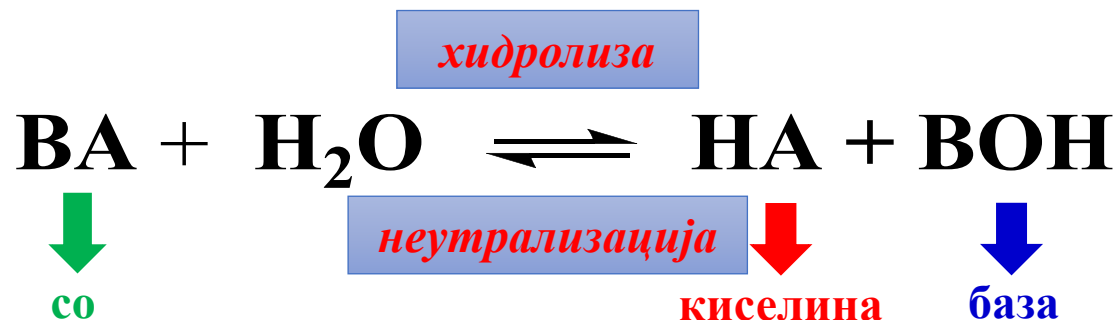 хидролиза
BA + H₂O ⇌ HA + BOH
неутрализација
со киселина база